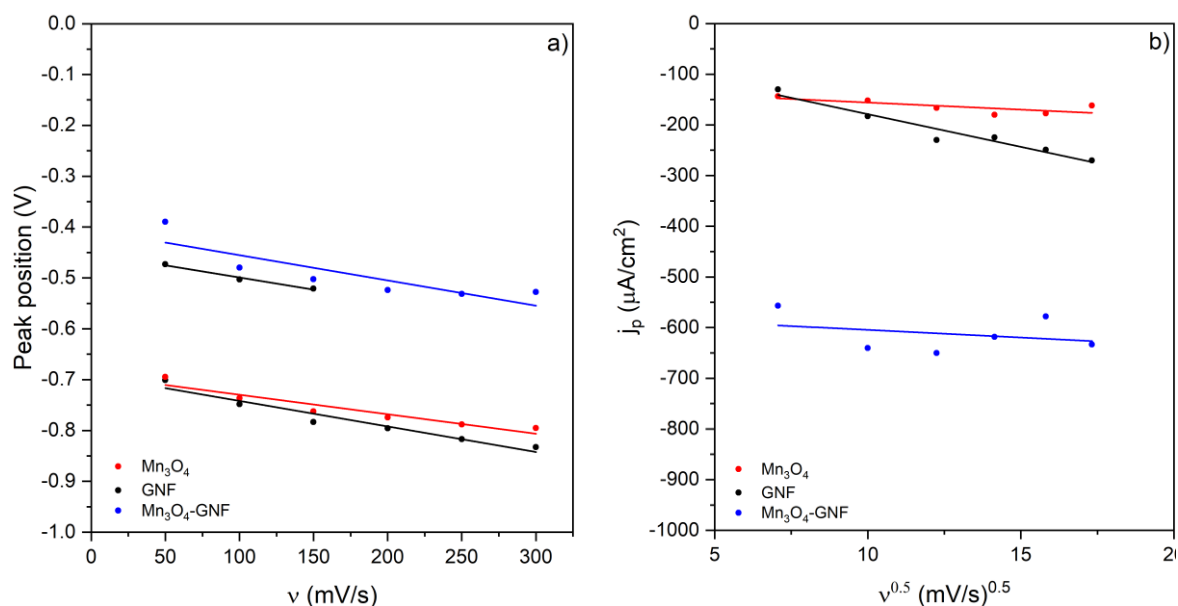 a)
Peak position (V)
0.0
-0.1
-0.2
-0.3
-0.4
-0.5
-0.6
-0.7
-0.8
-0.9
-1.0
Mn₃O₄
GNF
Mn₃O₄-GNF
0 50 100 150 200 250 300
ν (mV/s)
b)
jₚ (μA/cm²)
0
-100
-200
-300
-400
-500
-600
-700
-800
-900
-1000
Mn₃O₄
GNF
Mn₃O₄-GNF
5 10 15 20
ν⁰·⁵ (mV/s)⁰·⁵